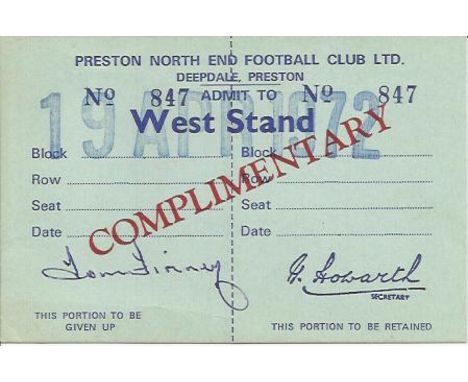 PRESTON NORTH END FOOTBALL CLUB LTD.
DEEPDALE, PRESTON
Nº 847 ADMIT TO Nº 847
19 APR 1972
West Stand
COMPLIMENTARY
Block Block
Row Row
Seat Seat
Date Date
Tom Finney H. Howarth
SECRETARY
THIS PORTION TO BE
GIVEN UP
THIS PORTION TO BE RETAINED